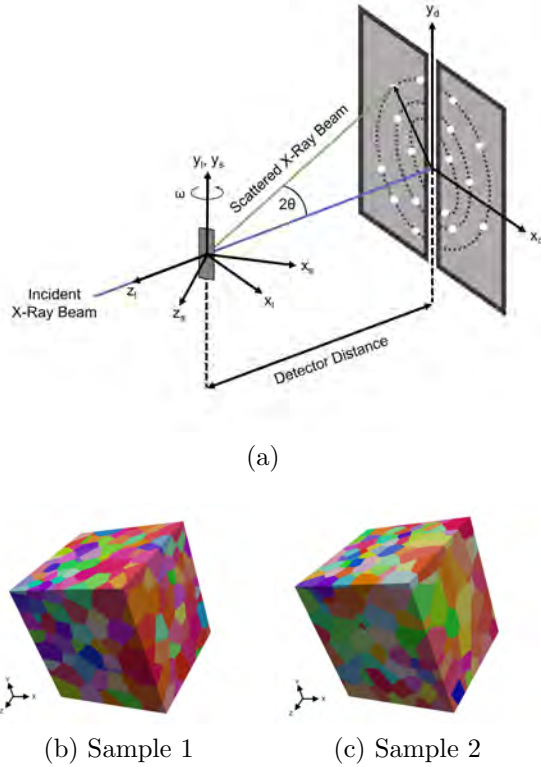 y_d
y_l, y_s
ω
Scattered X-Ray Beam
2θ
x_d
Incident
X-Ray Beam
z_l
z_s
x_l
x_s
Detector Distance
(a)
Y
Z
X
Y
Z
X
(b) Sample 1
(c) Sample 2